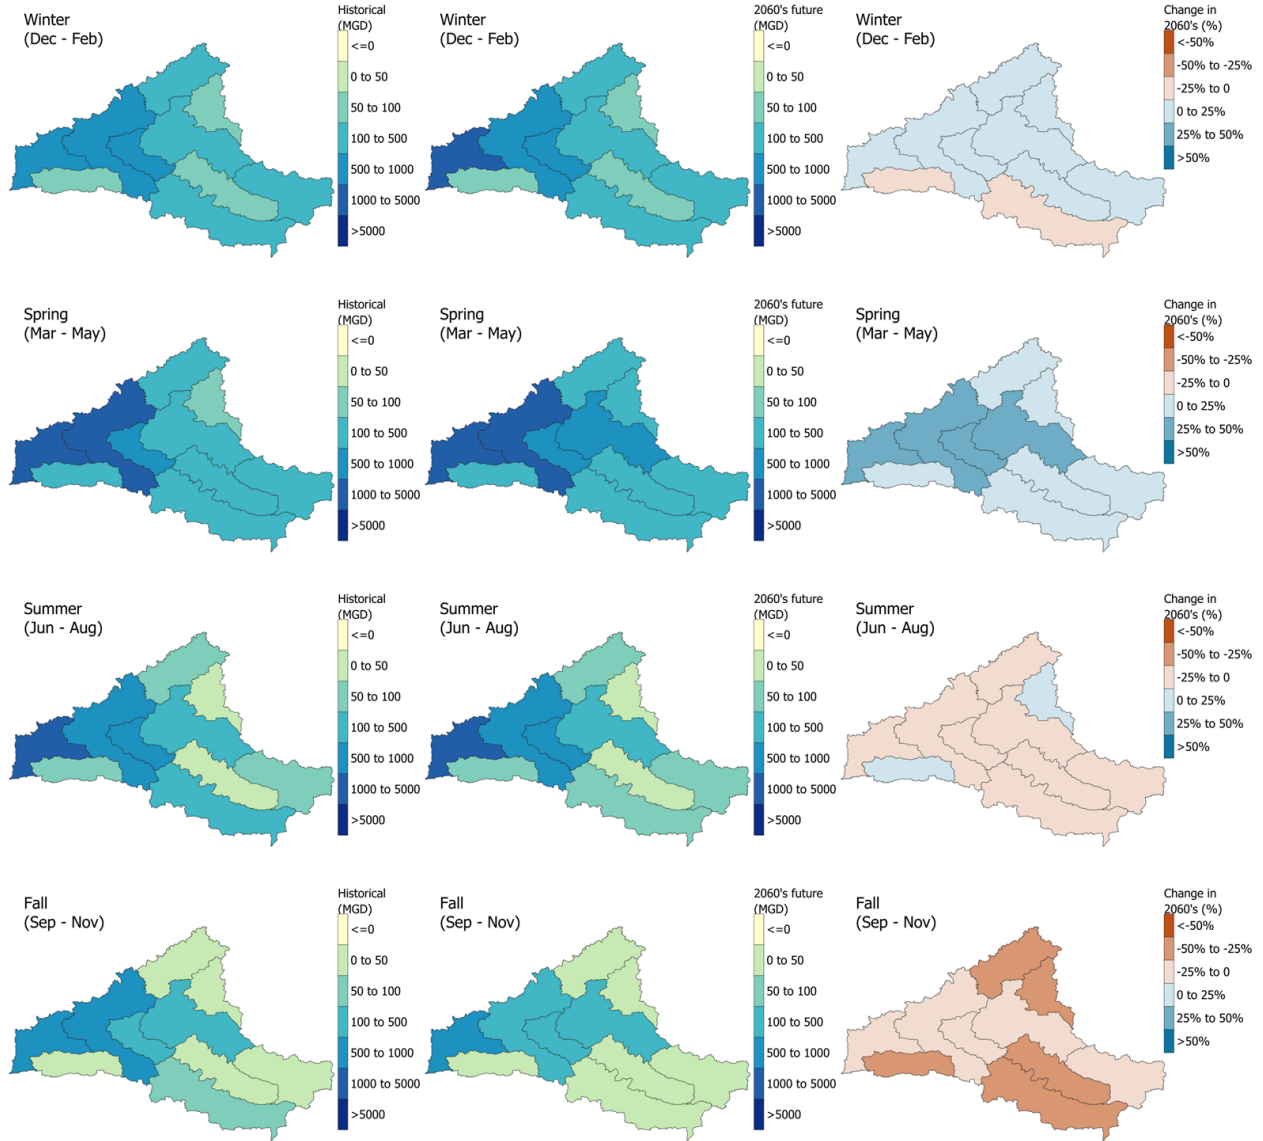 Winter
(Dec - Feb)
Historical
(MGD)
<=0
0 to 50
50 to 100
100 to 500
500 to 1000
1000 to 5000
>5000
Winter
(Dec - Feb)
2060's future
(MGD)
<=0
0 to 50
50 to 100
100 to 500
500 to 1000
1000 to 5000
>5000
Winter
(Dec - Feb)
Change in
2060's (%)
<-50%
-50% to -25%
-25% to 0
0 to 25%
25% to 50%
>50%
Spring
(Mar - May)
Historical
(MGD)
<=0
0 to 50
50 to 100
100 to 500
500 to 1000
1000 to 5000
>5000
Spring
(Mar - May)
2060's future
(MGD)
<=0
0 to 50
50 to 100
100 to 500
500 to 1000
1000 to 5000
>5000
Spring
(Mar - May)
Change in
2060's (%)
<-50%
-50% to -25%
-25% to 0
0 to 25%
25% to 50%
>50%
Summer
(Jun - Aug)
Historical
(MGD)
<=0
0 to 50
50 to 100
100 to 500
500 to 1000
1000 to 5000
>5000
Summer
(Jun - Aug)
2060's future
(MGD)
<=0
0 to 50
50 to 100
100 to 500
500 to 1000
1000 to 5000
>5000
Summer
(Jun - Aug)
Change in
2060's (%)
<-50%
-50% to -25%
-25% to 0
0 to 25%
25% to 50%
>50%
Fall
(Sep - Nov)
Historical
(MGD)
<=0
0 to 50
50 to 100
100 to 500
500 to 1000
1000 to 5000
>5000
Fall
(Sep - Nov)
2060's future
(MGD)
<=0
0 to 50
50 to 100
100 to 500
500 to 1000
1000 to 5000
>5000
Fall
(Sep - Nov)
Change in
2060's (%)
<-50%
-50% to -25%
-25% to 0
0 to 25%
25% to 50%
>50%